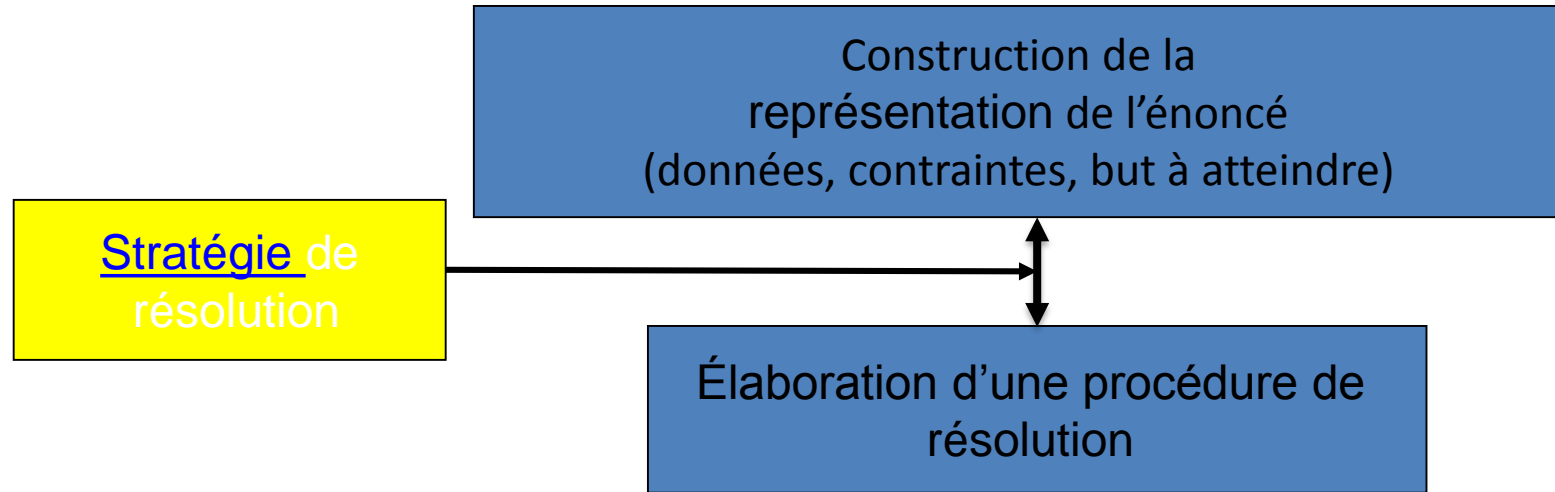 Construction de la
représentation de l’énoncé
(données, contraintes, but à atteindre)
Stratégie de
résolution
Élaboration d’une procédure de
résolution